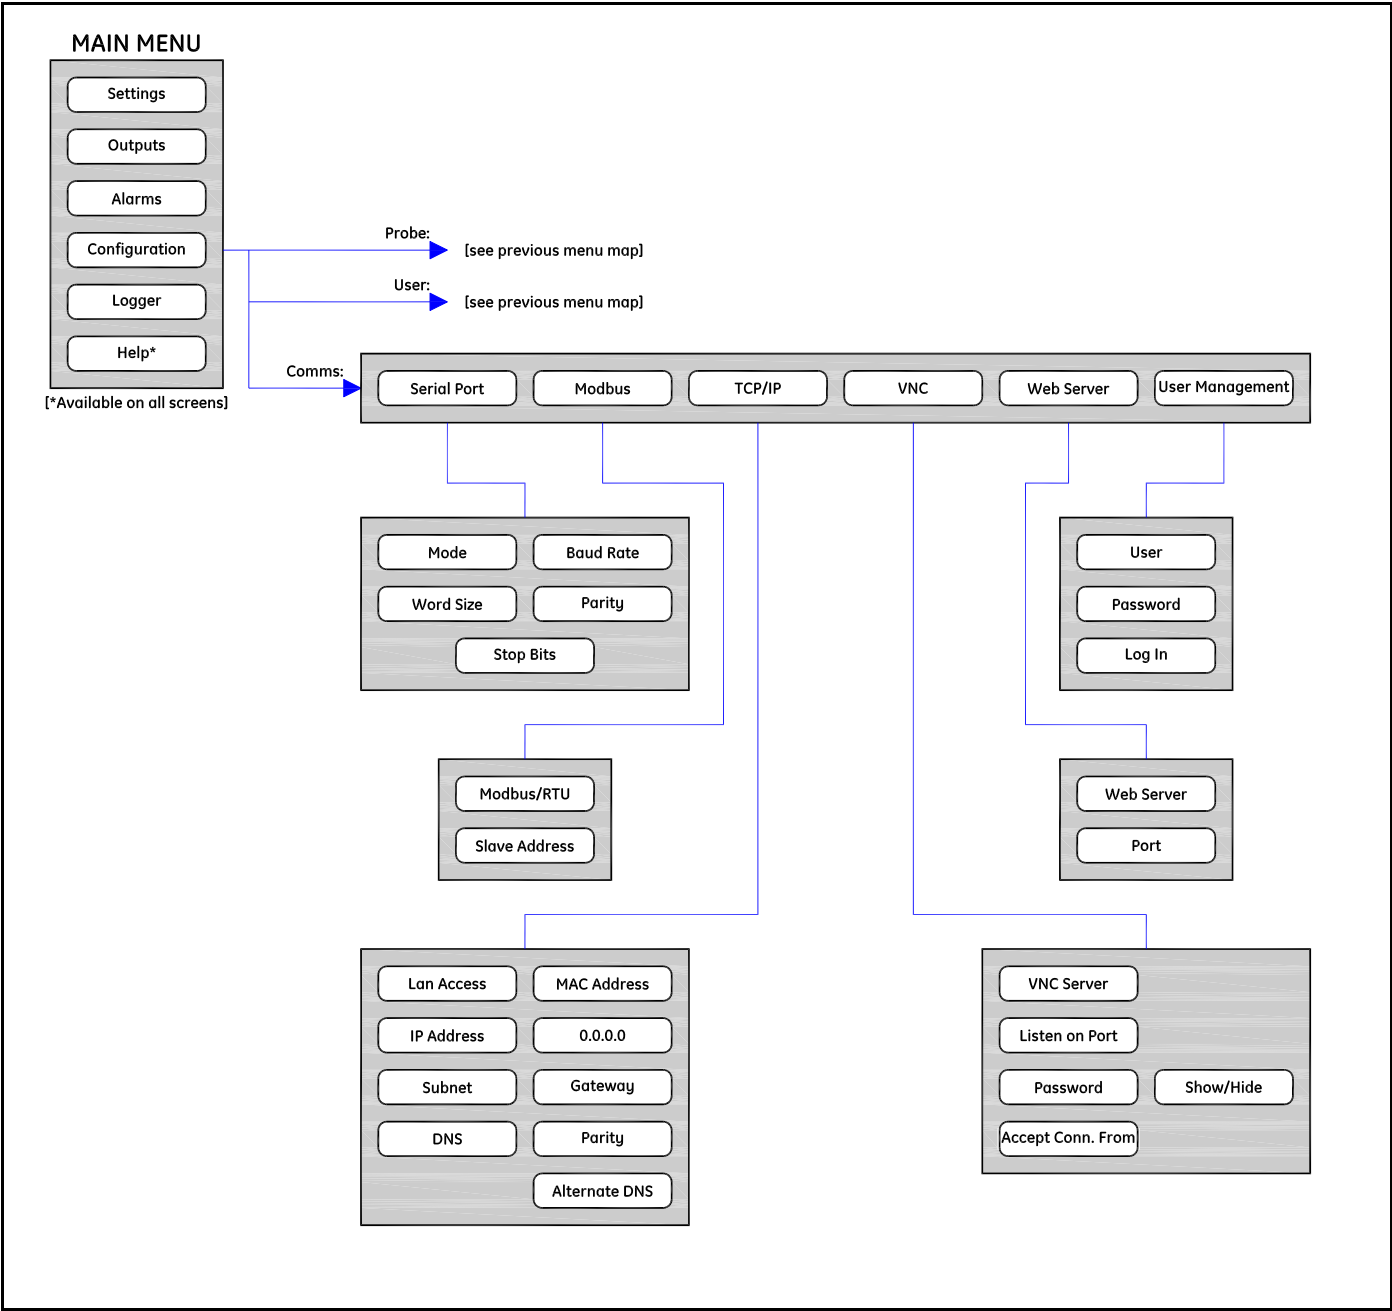 MAIN MENU
Settings
Outputs
Alarms
Configuration
Logger
Help*
[*Available on all screens]
Probe:
[see previous menu map]
User:
[see previous menu map]
Comms:
Serial Port
Modbus
TCP/IP
VNC
Web Server
User Management
Mode
Baud Rate
Word Size
Parity
Stop Bits
User
Password
Log In
Modbus/RTU
Slave Address
Web Server
Port
Lan Access
MAC Address
IP Address
0.0.0.0
Subnet
Gateway
DNS
Parity
Alternate DNS
VNC Server
Listen on Port
Password
Show/Hide
Accept Conn. From